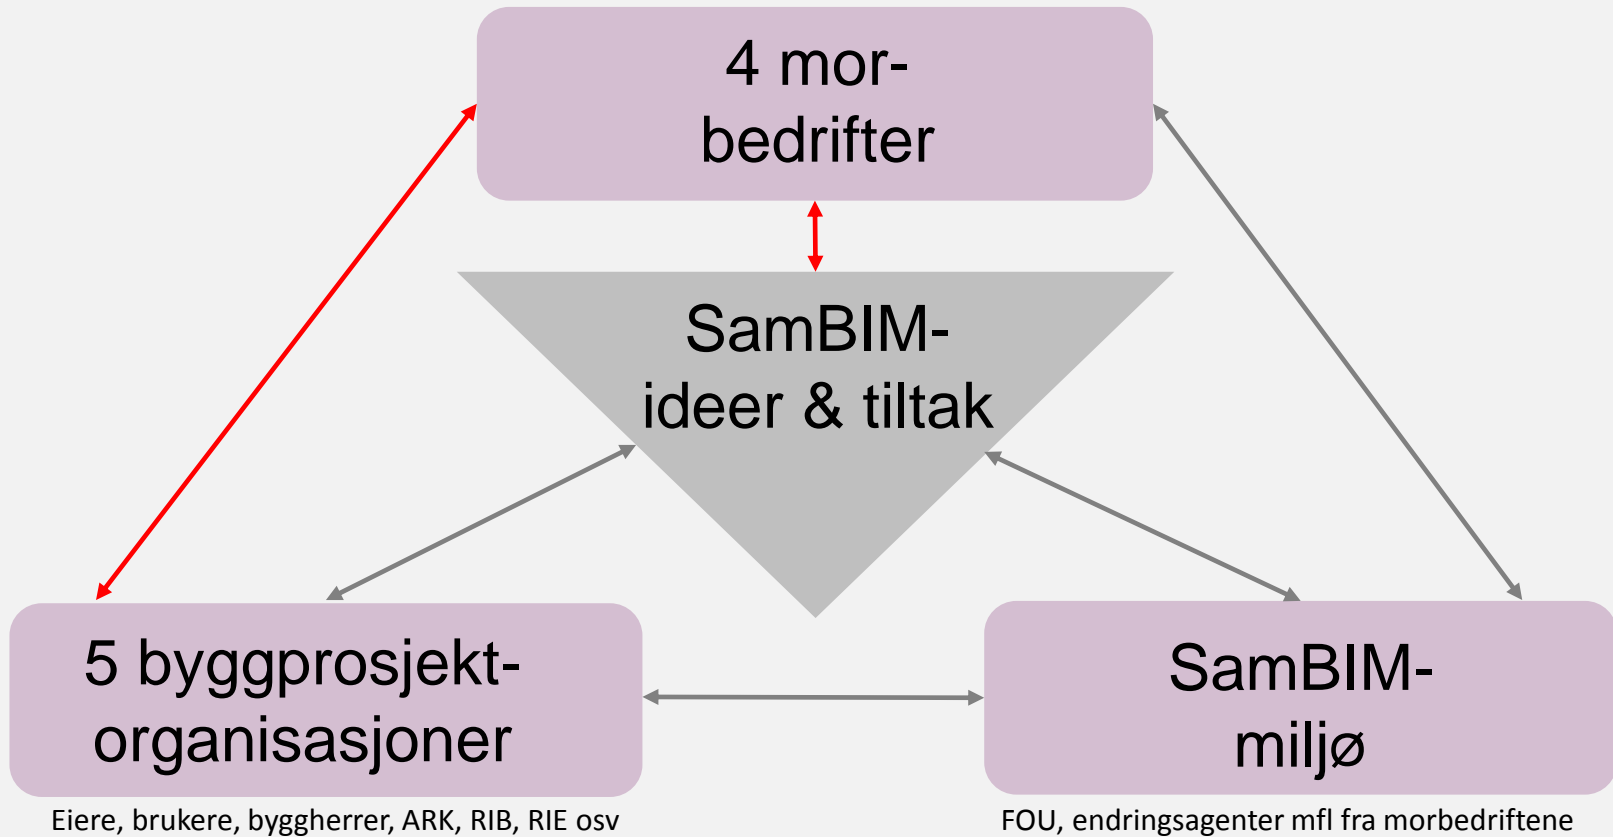 4 mor-
bedrifter
SamBIM-
ideer & tiltak
5 byggprosjekt-
organisasjoner
SamBIM-
miljø
Eiere, brukere, byggherrer, ARK, RIB, RIE osv
FOU, endringsagenter mfl fra morbedriftene